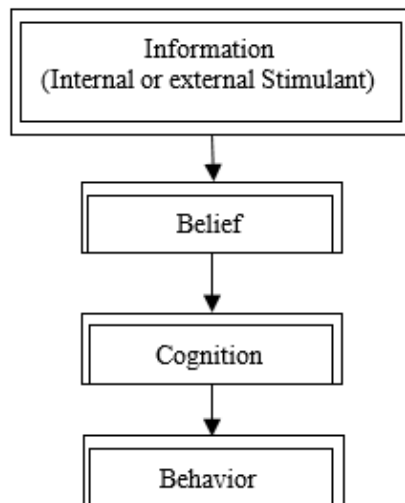 Information
(Internal or external Stimulant)
Belief
Cognition
Behavior